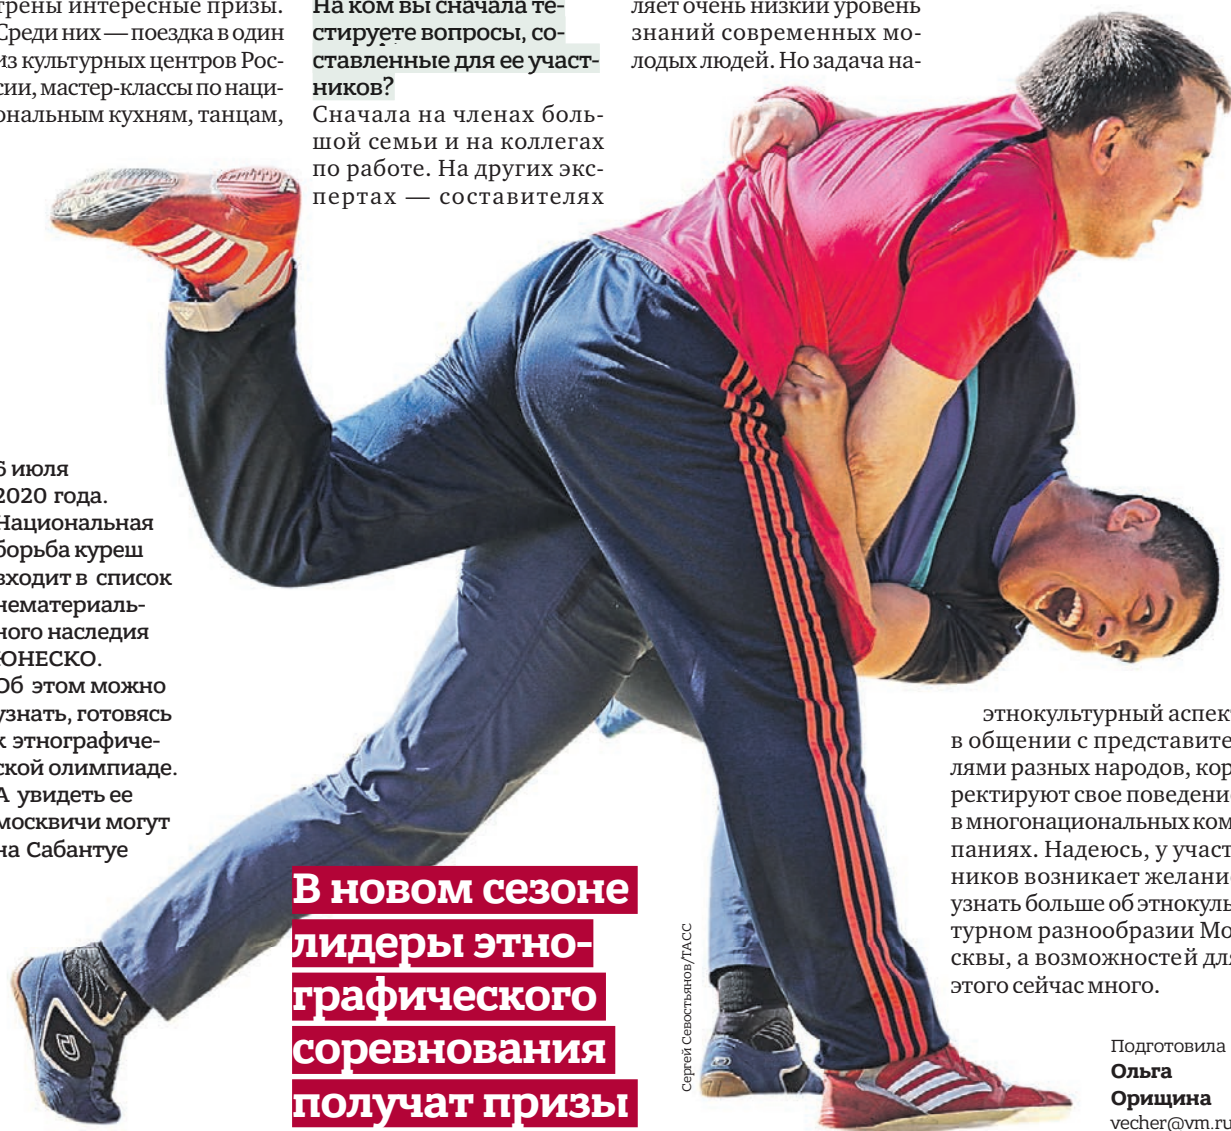 трены интересные призы.
Среди них — поездка в один
из культурных центров Рос-
сии, мастер-классы по наци-
ональным кухням, танцам,
На ком вы сначала те-
стируете вопросы, со-
ставленные для ее участ-
ников?
Сначала на членах боль-
шой семьи и на коллегах
по работе. На других экс-
пертах — составителях
ляет очень низкий уровень
знаний современных мо-
лодых людей. Но задача на-
этнокультурный аспект
в общении с представите-
лями разных народов, кор-
ректируют свое поведение
в многонациональных ком-
паниях. Надеюсь, у участ-
ников возникает желание
узнать больше об этнокуль-
турном разнообразии Мо-
сквы, а возможностей для
этого сейчас много.
Подготовила
Ольга
Орищина
vecher@vm.ru
июля
2020 года.
Национальная
борьба куреш
входит в список
нематериаль-
ного наследия
ЮНЕСКО.
Об этом можно
узнать, готовясь
к этнографиче-
ской олимпиаде.
А увидеть ее
москвичи могут
на Сабантуе
В новом сезоне
лидеры этно-
графического
соревнования
получат призы
Сергей Севостьянов/ТАСС